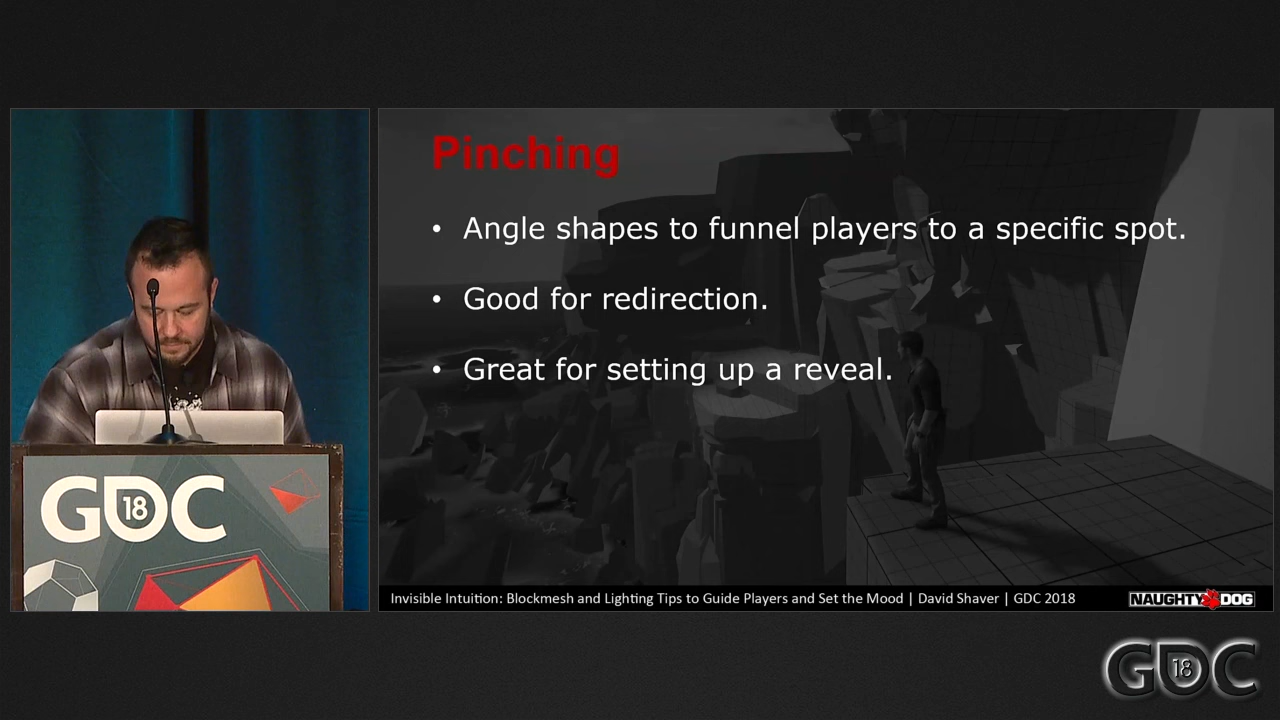 Pinching
• Angle shapes to funnel players to a specific spot.
• Good for redirection.
• Great for setting up a reveal.
GDC 18
Invisible Intuition: Blockmesh and Lighting Tips to Guide Players and Set the Mood | David Shaver | GDC 2018
NAUGHTY DOG
GDC 18